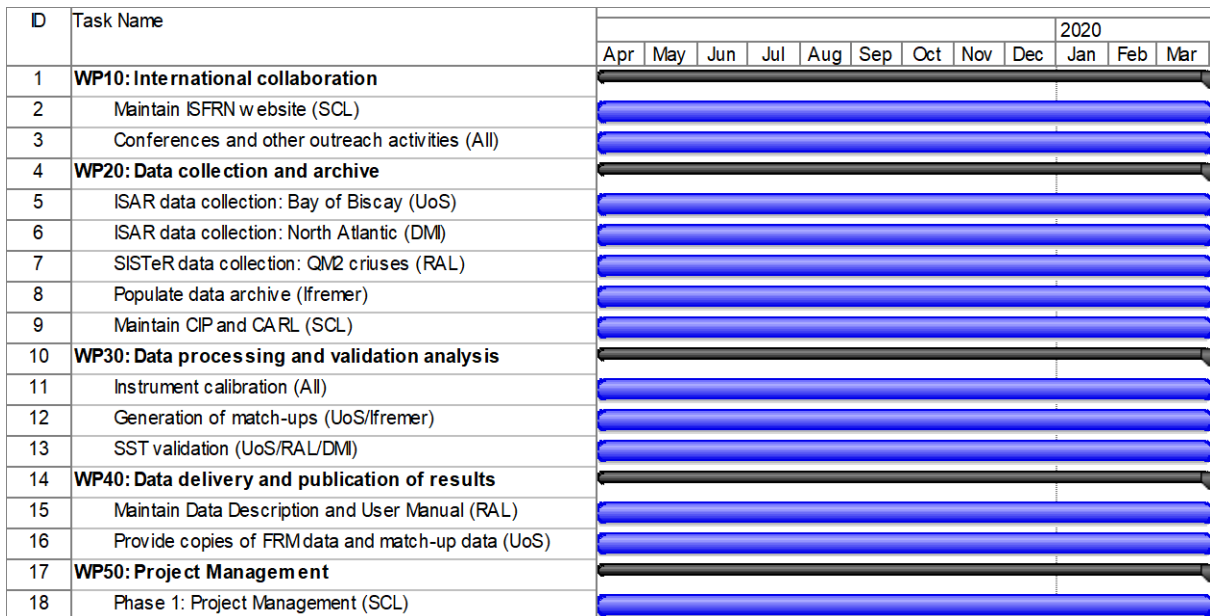 ID Task Name
2020
Apr May Jun Jul Aug Sep Oct Nov Dec Jan Feb Mar
1 WP10: International collaboration
2 Maintain ISFRN website (SCL)
3 Conferences and other outreach activities (All)
4 WP20: Data collection and archive
5 ISAR data collection: Bay of Biscay (UoS)
6 ISAR data collection: North Atlantic (DMI)
7 SISTeR data collection: QM2 criuses (RAL)
8 Populate data archive (Ifremer)
9 Maintain CIP and CARL (SCL)
10 WP30: Data processing and validation analysis
11 Instrument calibration (All)
12 Generation of match-ups (UoS/Ifremer)
13 SST validation (UoS/RAL/DMI)
14 WP40: Data delivery and publication of results
15 Maintain Data Description and User Manual (RAL)
16 Provide copies of FRM data and match-up data (UoS)
17 WP50: Project Management
18 Phase 1: Project Management (SCL)